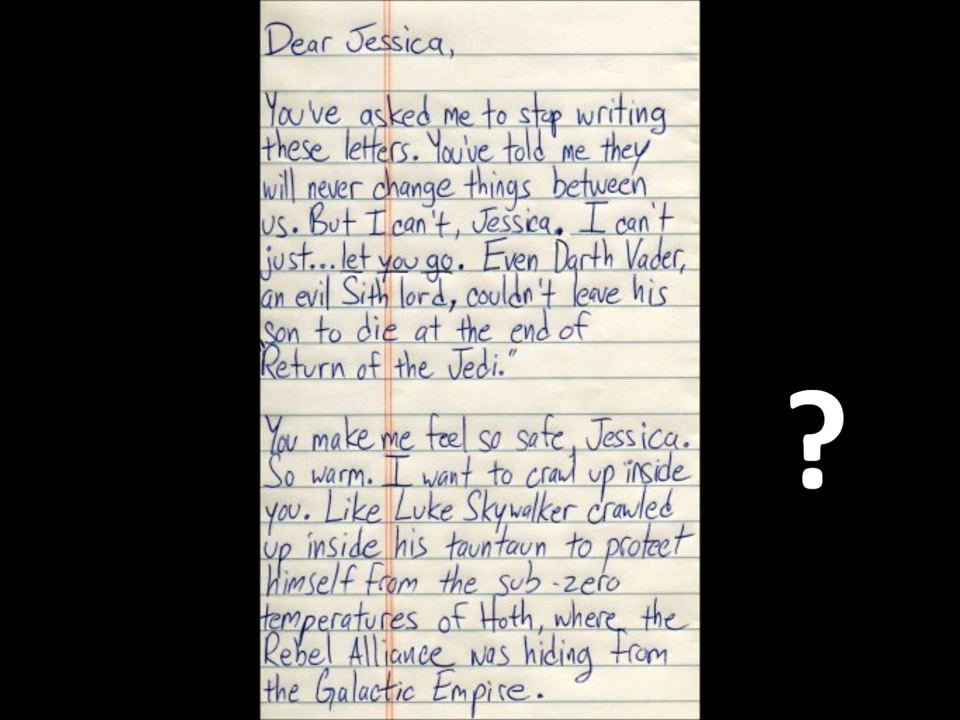 Dear Jessica,
You've asked me to stop writing
these letters. You've told me they
will never change things between
us. But I can't, Jessica. I can't
just...let you go. Even Darth Vader,
an evil Sith lord, couldn't leave his
son to die at the end of
"Return of the Jedi."
You make me feel so safe, Jessica.
So warm. I want to crawl up inside
you. Like Luke Skywalker crawled
up inside his tauntaun to protect
himself from the sub-zero
temperatures of Hoth, where the
Rebel Alliance was hiding from
the Galactic Empire.
?